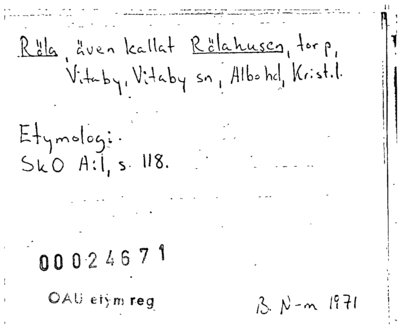 Röla, även kallat Rölahusen, torp,
Vitaby, Vitaby sn, Albo hd, Krist.l.
Etymologi.
SkO A:1, s. 118.
00024671
OAU etym reg
B. N-m 1971